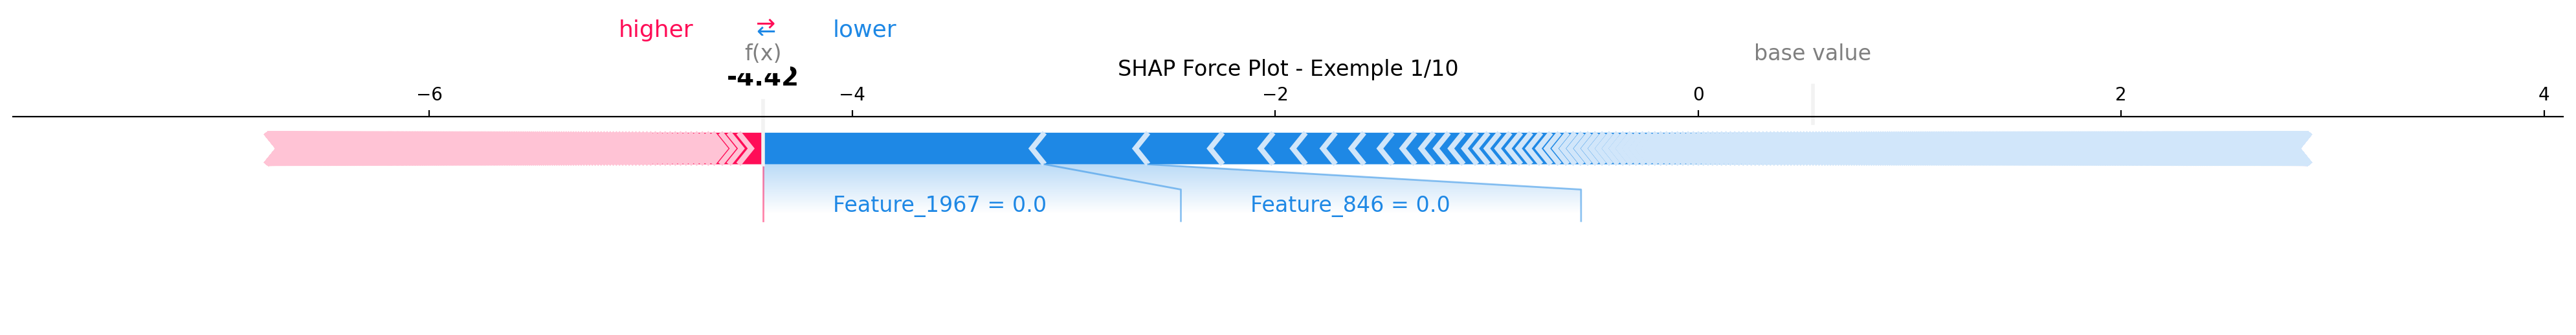 higher ⇄ lower
f(x)
base value
-4.42
SHAP Force Plot - Exemple 1/10
−6 −4 −2 0 2 4
Feature_1967 = 0.0 Feature_846 = 0.0